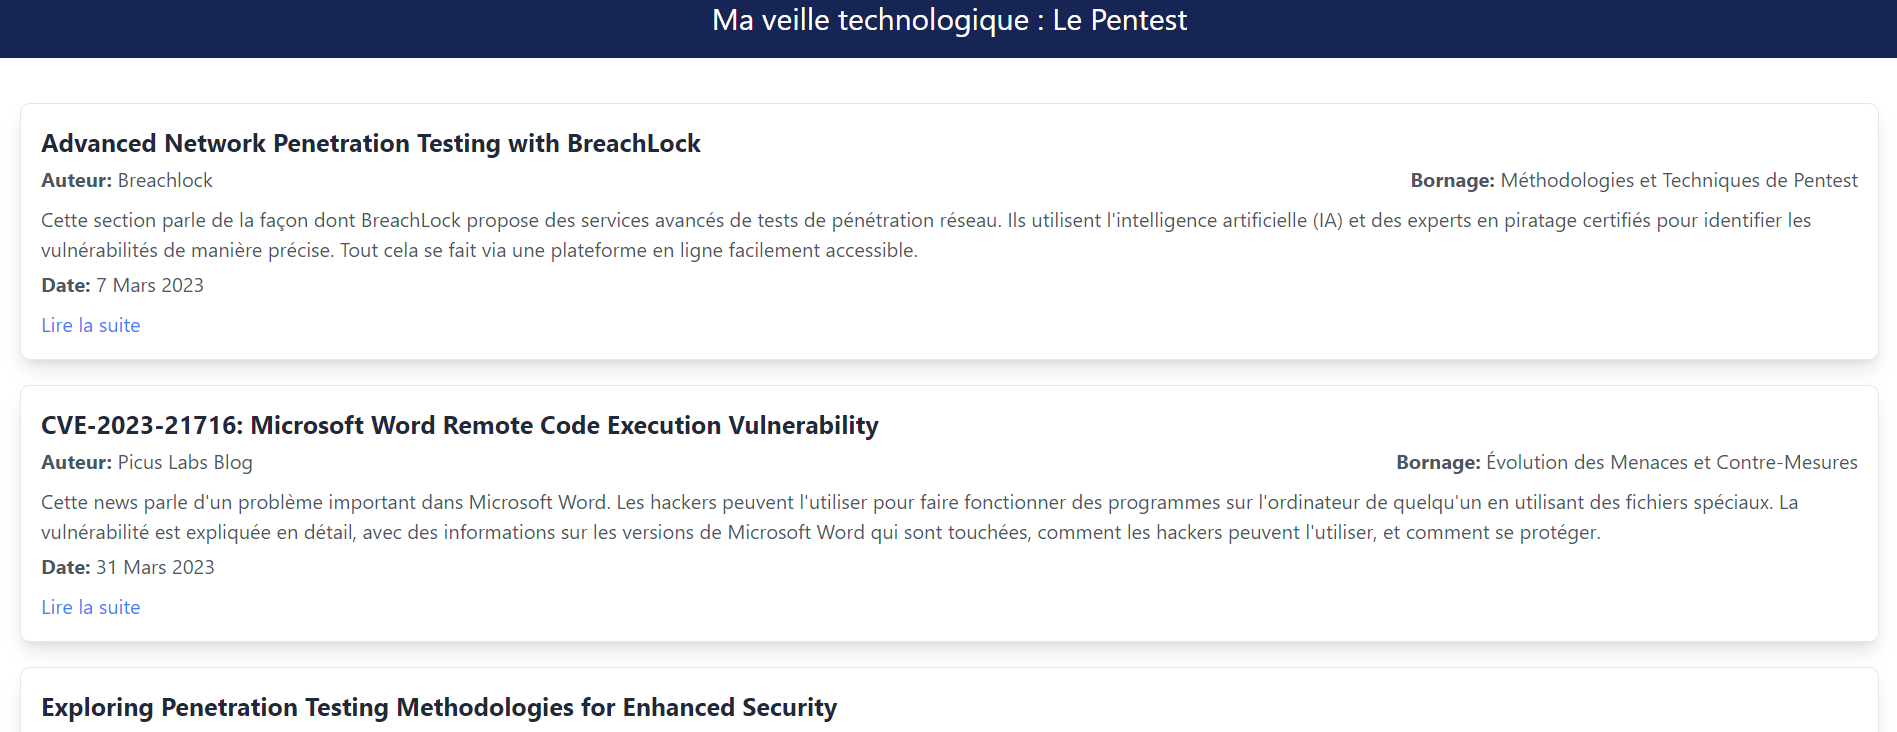 Ma veille technologique : Le Pentest
Advanced Network Penetration Testing with BreachLock
Auteur: Breachlock
Bornage: Méthodologies et Techniques de Pentest
Cette section parle de la façon dont BreachLock propose des services avancés de tests de pénétration réseau. Ils utilisent l'intelligence artificielle (IA) et des experts en piratage certifiés pour identifier les
vulnérabilités de manière précise. Tout cela se fait via une plateforme en ligne facilement accessible.
Date: 7 Mars 2023
Lire la suite
CVE-2023-21716: Microsoft Word Remote Code Execution Vulnerability
Auteur: Picus Labs Blog
Bornage: Évolution des Menaces et Contre-Mesures
Cette news parle d'un problème important dans Microsoft Word. Les hackers peuvent l'utiliser pour faire fonctionner des programmes sur l'ordinateur de quelqu'un en utilisant des fichiers spéciaux. La
vulnérabilité est expliquée en détail, avec des informations sur les versions de Microsoft Word qui sont touchées, comment les hackers peuvent l'utiliser, et comment se protéger.
Date: 31 Mars 2023
Lire la suite
Exploring Penetration Testing Methodologies for Enhanced Security